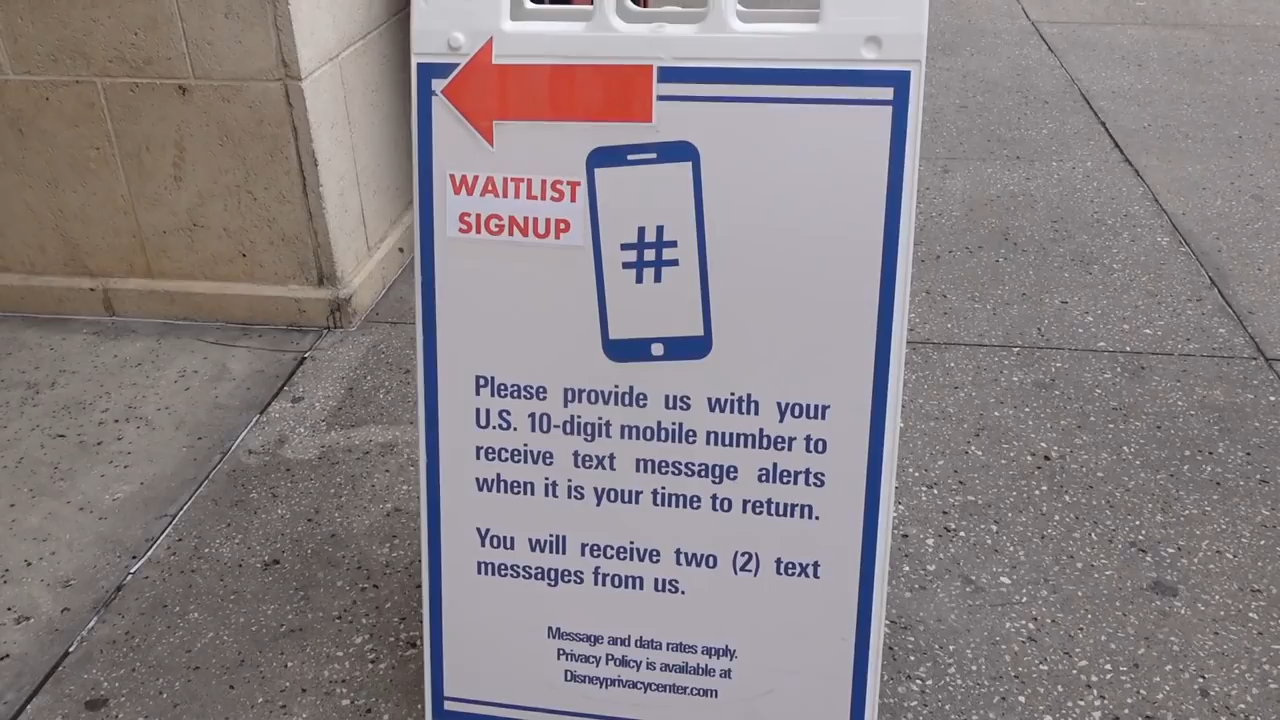 WAITLIST
SIGNUP
#
Please provide us with your
U.S. 10-digit mobile number to
receive text message alerts
when it is your time to return.
You will receive two (2) text
messages from us.
Message and data rates apply.
Privacy Policy is available at
Disneyprivacycenter.com